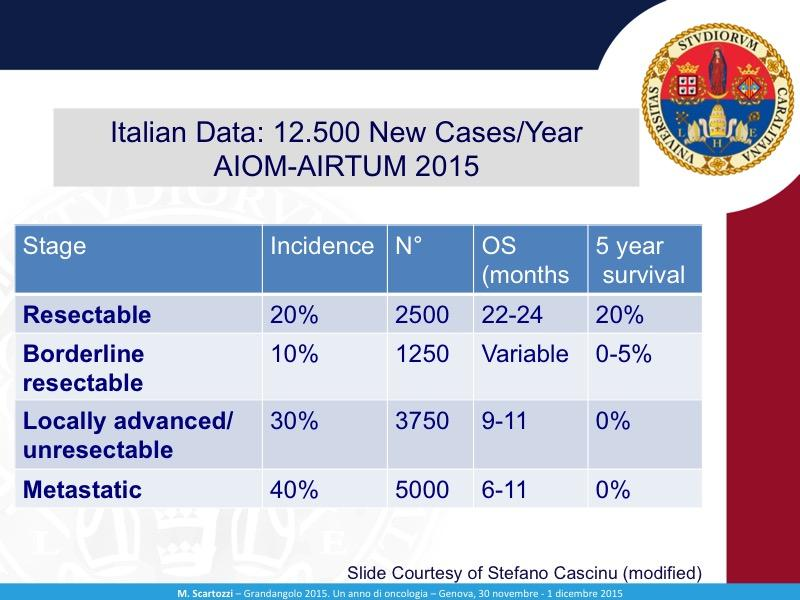 STVDIORVM
VNIVERSITAS
CARALITANA
L H E
Italian Data: 12.500 New Cases/Year
AIOM-AIRTUM 2015
Stage Incidence N° OS (months 5 year survival
Resectable 20% 2500 22-24 20%
Borderline resectable 10% 1250 Variable 0-5%
Locally advanced/ unresectable 30% 3750 9-11 0%
Metastatic 40% 5000 6-11 0%
Slide Courtesy of Stefano Cascinu (modified)
M. Scartozzi – Grandangolo 2015. Un anno di oncologia – Genova, 30 novembre - 1 dicembre 2015